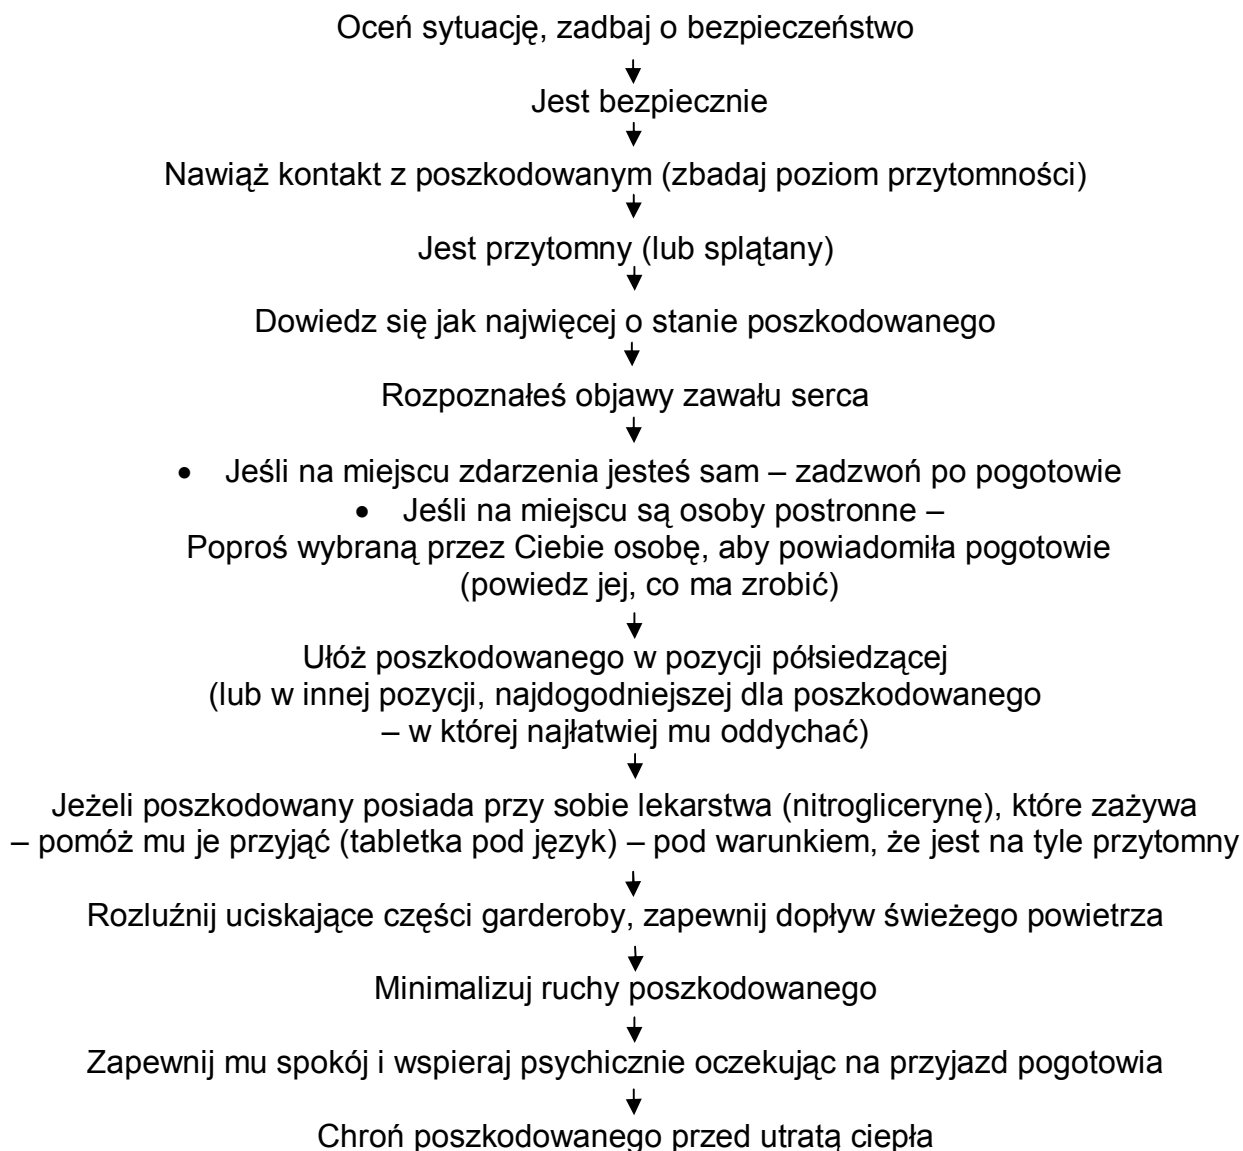 Oceń sytuację, zadbaj o bezpieczeństwo
Jest bezpiecznie
Nawiąż kontakt z poszkodowanym (zbadaj poziom przytomności)
Jest przytomny (lub splątany)
Dowiedz się jak najwięcej o stanie poszkodowanego
Rozpoznałeś objawy zawału serca
• Jeśli na miejscu zdarzenia jesteś sam – zadzwoń po pogotowie
• Jeśli na miejscu są osoby postronne –
Poproś wybraną przez Ciebie osobę, aby powiadomiła pogotowie
(powiedz jej, co ma zrobić)
Ułóż poszkodowanego w pozycji półsiedzącej
(lub w innej pozycji, najdogodniejszej dla poszkodowanego
– w której najłatwiej mu oddychać)
Jeżeli poszkodowany posiada przy sobie lekarstwa (nitroglicerynę), które zażywa
– pomóż mu je przyjąć (tabletka pod język) – pod warunkiem, że jest na tyle przytomny
Rozluźnij uciskające części garderoby, zapewnij dopływ świeżego powietrza
Minimalizuj ruchy poszkodowanego
Zapewnij mu spokój i wspieraj psychicznie oczekując na przyjazd pogotowia
Chroń poszkodowanego przed utratą ciepła